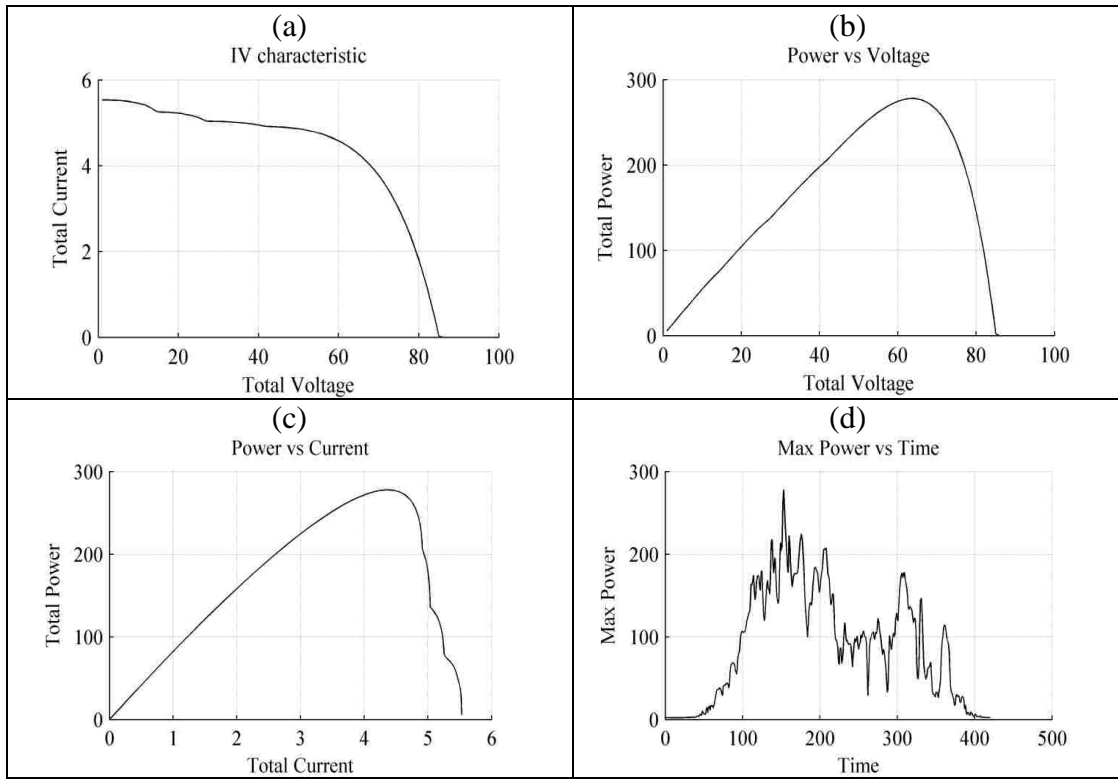 (a)
IV characteristic
6
4
2
0
0 20 40 60 80 100
Total Current
Total Voltage
(b)
Power vs Voltage
300
200
100
0
0 20 40 60 80 100
Total Power
Total Voltage
(c)
Power vs Current
300
200
100
0
0 1 2 3 4 5 6
Total Power
Total Current
(d)
Max Power vs Time
300
200
100
0
0 100 200 300 400 500
Max Power
Time